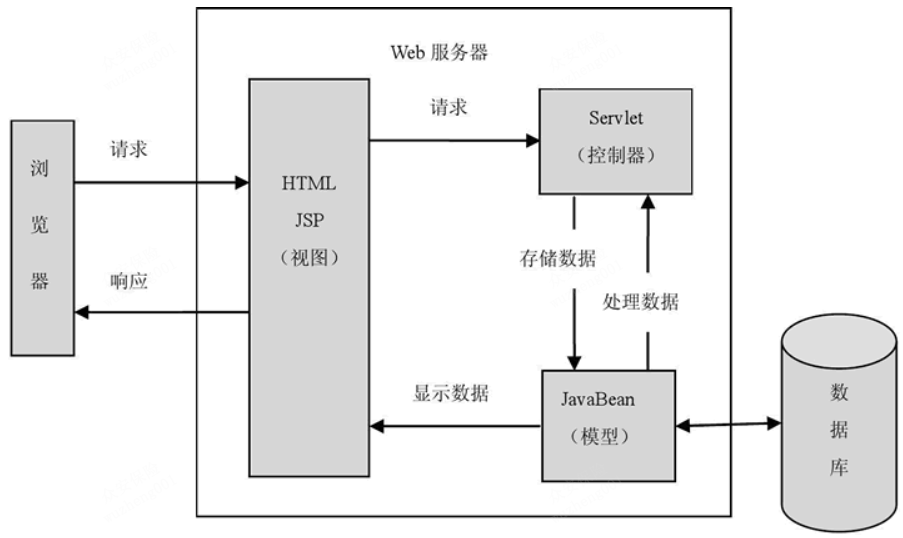 Web 服务器
浏览器
请求
响应
HTML
JSP
（视图）
请求
Servlet
（控制器）
存储数据
处理数据
显示数据
JavaBean
（模型）
数据库